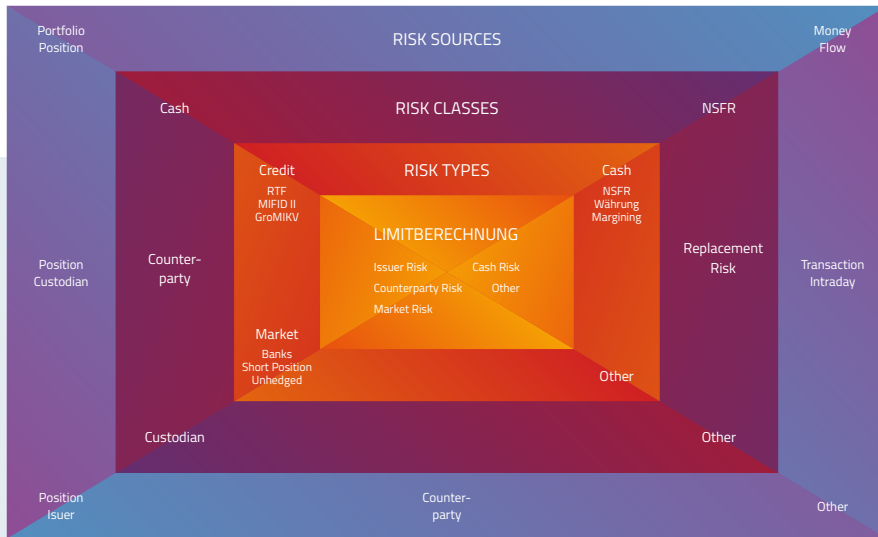 Portfolio
Position
RISK SOURCES
Money
Flow
Cash
RISK CLASSES
NSFR
Credit
RTF
MIFID II
GroMIKV
RISK TYPES
Cash
NSFR
Währung
Margining
LIMITBERECHNUNG
Issuer Risk
Cash Risk
Counterparty Risk
Other
Market Risk
Position
Custodian
Counter-
party
Replacement
Risk
Transaction
Intraday
Market
Banks
Short Position
Unhedged
Other
Custodian
Other
Position
Isuer
Counter-
party
Other